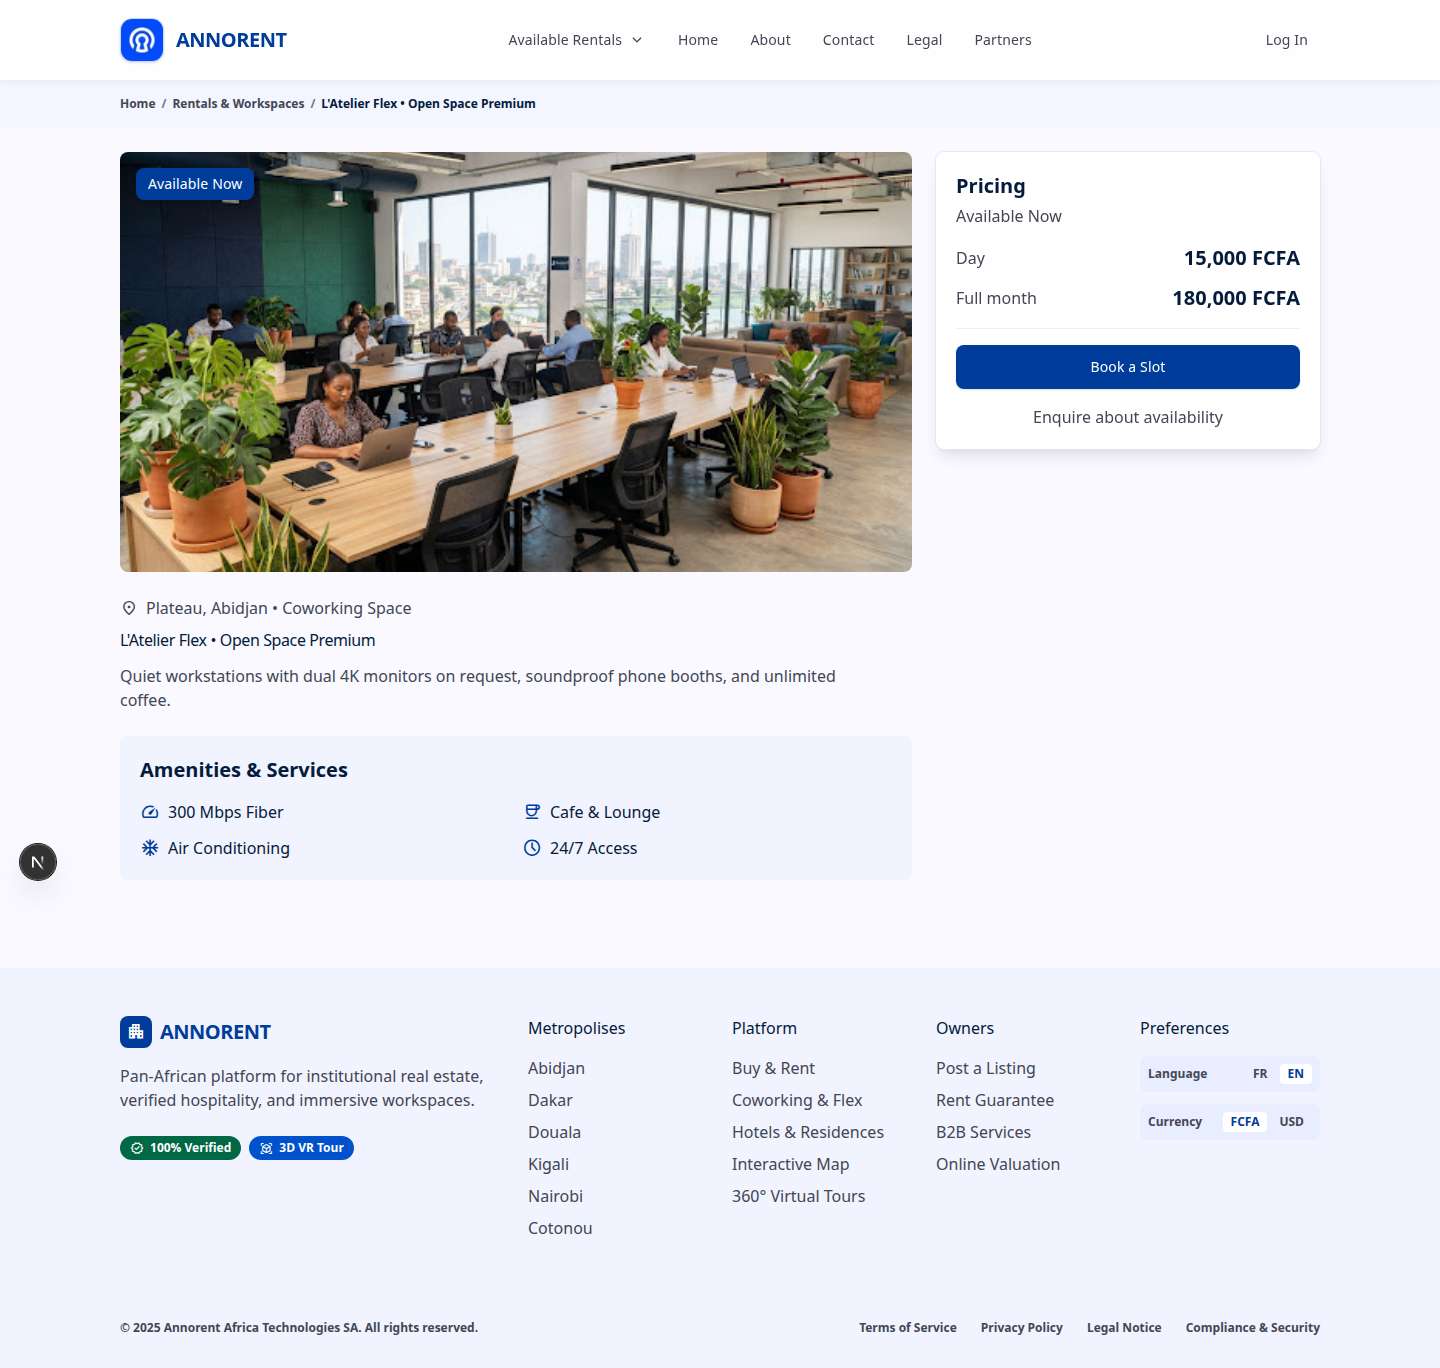 ANNORENT
Available Rentals
Home
About
Contact
Legal
Partners
Log In
Home / Rentals & Workspaces / L'Atelier Flex • Open Space Premium
Available Now
Pricing
Available Now
Day 15,000 FCFA
Full month 180,000 FCFA
Book a Slot
Enquire about availability
Plateau, Abidjan • Coworking Space
L'Atelier Flex • Open Space Premium
Quiet workstations with dual 4K monitors on request, soundproof phone booths, and unlimited
coffee.
Amenities & Services
300 Mbps Fiber
Cafe & Lounge
Air Conditioning
24/7 Access
N
ANNORENT
Pan-African platform for institutional real estate,
verified hospitality, and immersive workspaces.
100% Verified
3D VR Tour
Metropolises
Abidjan
Dakar
Douala
Kigali
Nairobi
Cotonou
Platform
Buy & Rent
Coworking & Flex
Hotels & Residences
Interactive Map
360° Virtual Tours
Owners
Post a Listing
Rent Guarantee
B2B Services
Online Valuation
Preferences
Language FR EN
Currency FCFA USD
© 2025 Annorent Africa Technologies SA. All rights reserved.
Terms of Service
Privacy Policy
Legal Notice
Compliance & Security